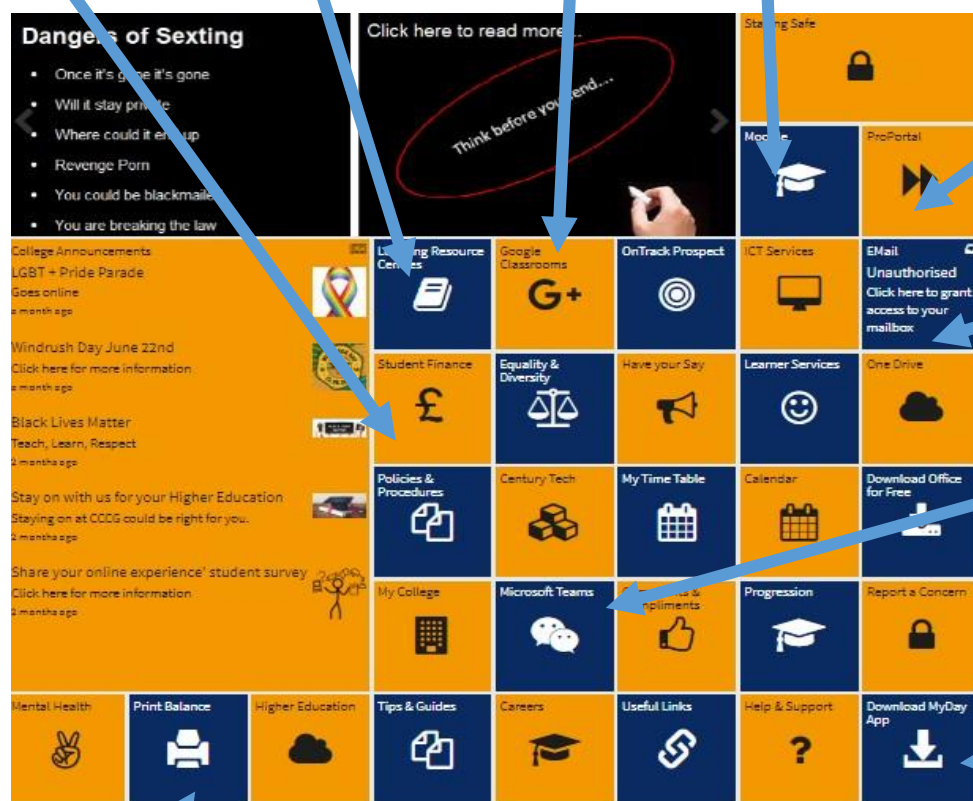 Dangers of Sexting
Once it's gone it's gone
Will it stay private
Where could it end up
Revenge Porn
You could be blackmailed
You are breaking the law
Click here to read more...
Think before you send....
Staying Safe
Moodle
ProPortal
College Announcements
LGBT + Pride Parade
Goes online
a month ago
Windrush Day June 22nd
Click here for more information
a month ago
Black Lives Matter
Teach, Learn, Respect
2 months ago
Stay on with us for your Higher Education
Staying on at CCCG could be right for you.
2 months ago
Share your online experience' student survey
Click here for more information
2 months ago
Learning Resource
Centres
Google
Classrooms
G+
OnTrack Prospect
ICT Services
EMail
Unauthorised
Click here to grant
access to your
mailbox
Student Finance
£
Equality &
Diversity
Have your Say
Learner Services
One Drive
Policies &
Procedures
Century Tech
My Time Table
Calendar
Download Office
for Free
My College
Microsoft Teams
&
Compliments
Progression
Report a Concern
Mental Health
Print Balance
Higher Education
Tips & Guides
Careers
Useful Links
Help & Support
?
Download MyDay
App